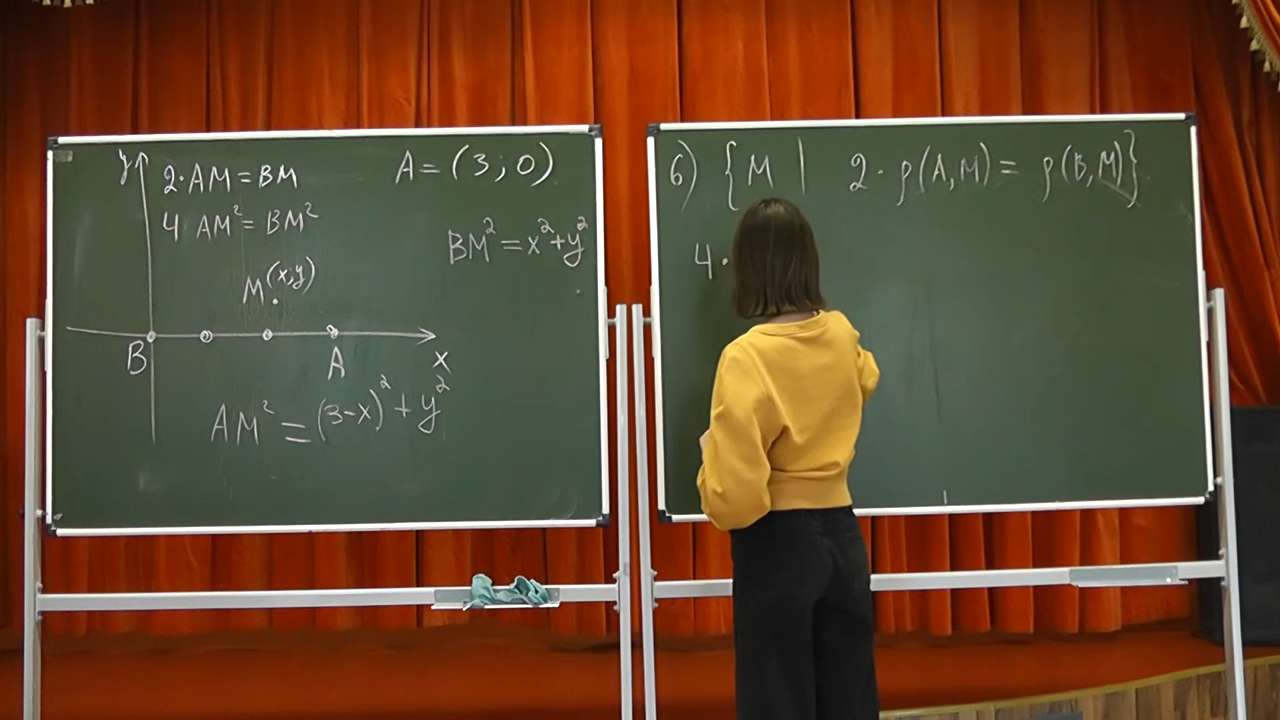 y
2·AM=BM
A=(3;0)
4 AM²=BM²
BM²=x²+y²
M(x;y)
B
A
x
AM²=(3-x)²+y²
6) {M | 2·ρ(A,M)= ρ(B,M)}
4·